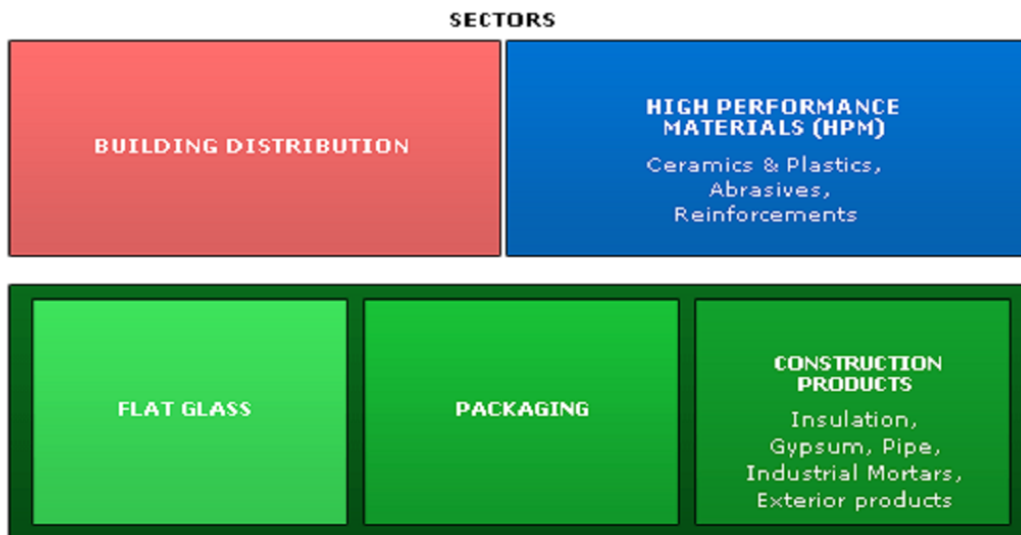 SECTORS
BUILDING DISTRIBUTION
HIGH PERFORMANCE
MATERIALS (HPM)
Ceramics & Plastics,
Abrasives,
Reinforcements
FLAT GLASS
PACKAGING
CONSTRUCTION
PRODUCTS
Insulation,
Gypsum, Pipe,
Industrial Mortars,
Exterior products